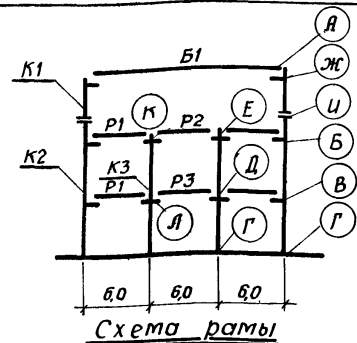 А
Б1
Ж
К1
И
Р1
К
Р2
Е
Б
К2
К3
Д
Р1
Р3
В
Л
Г
Г
6,0
6,0
6,0
Схема рамы